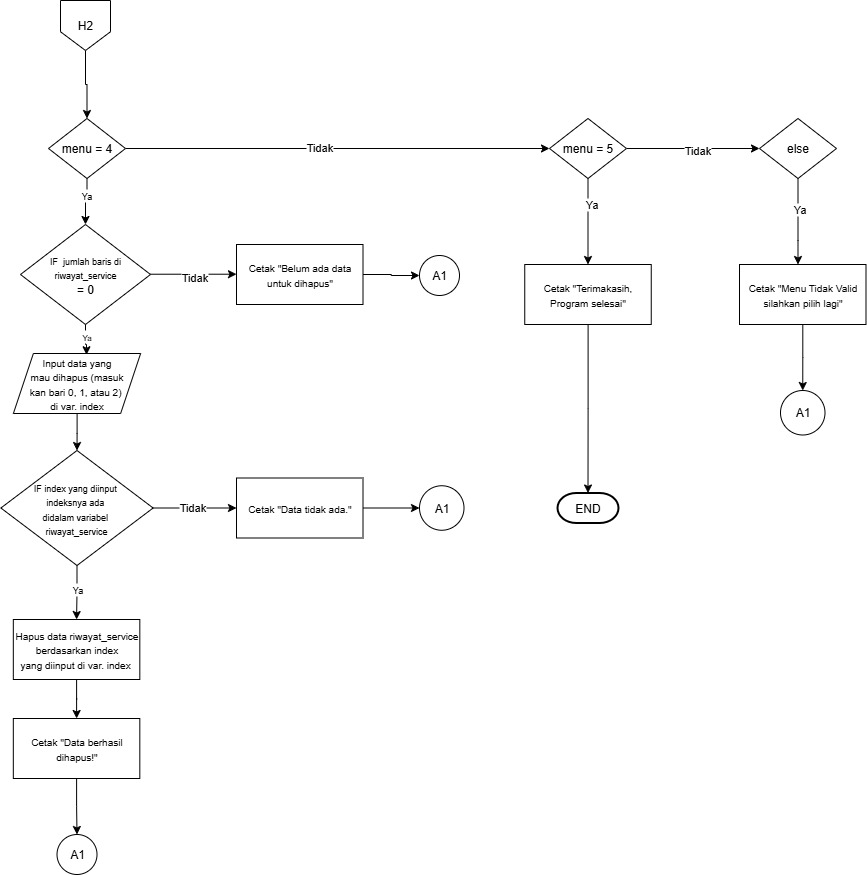 H2
menu = 4
Tidak
menu = 5
Tidak
else
Ya
Ya
Ya
IF  jumlah baris di
riwayat_service
= 0
Tidak
Cetak "Belum ada data
untuk dihapus"
A1
Cetak "Terimakasih,
Program selesai"
Cetak "Menu Tidak Valid
silahkan pilih lagi"
Ya
Input data yang
mau dihapus (masuk
kan bari 0, 1, atau 2)
di var. index
A1
IF index yang diinput
indeksnya ada
didalam variabel
riwayat_service
Tidak
Cetak "Data tidak ada."
A1
END
Ya
Hapus data riwayat_service
berdasarkan index
yang diinput di var. index
Cetak "Data berhasil
dihapus!"
A1